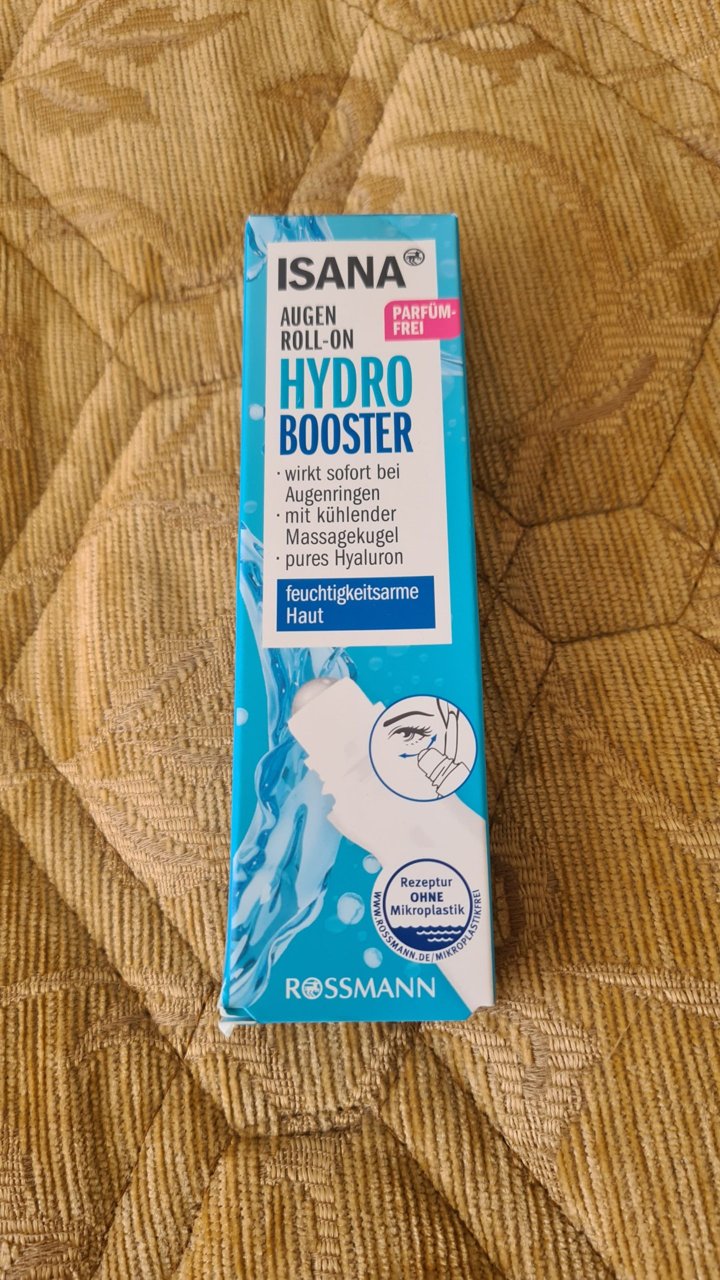 ISANA
AUGEN
ROLL-ON
PARFÜM-
FREI
HYDRO
BOOSTER
· wirkt sofort bei
Augenringen
· mit kühlender
Massagekugel
· pures Hyaluron
feuchtigkeitsarme
Haut
Rezeptur
OHNE
Mikroplastik
WWW.ROSSMANN.DE/MIKROPLASTIKFREI
ROSSMANN